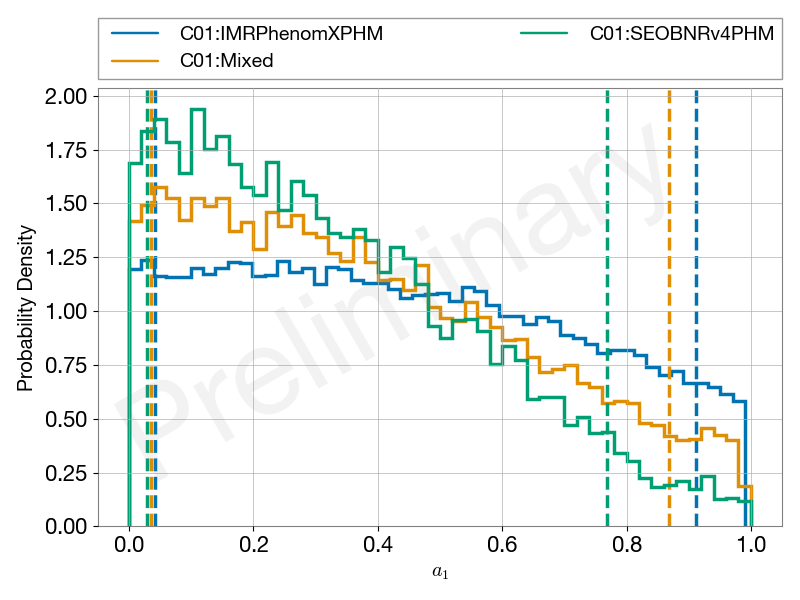 C01:IMRPhenomXPHM
C01:Mixed
C01:SEOBNRv4PHM
Preliminary
Probability Density
2.00
1.75
1.50
1.25
1.00
0.75
0.50
0.25
0.00
0.0 0.2 0.4 0.6 0.8 1.0
a₁